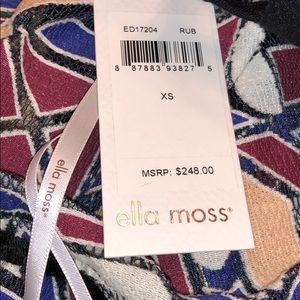 ED17204 RUB
8 87883 93827 5
XS
MSRP: $248.00
ella moss®
ella moss®